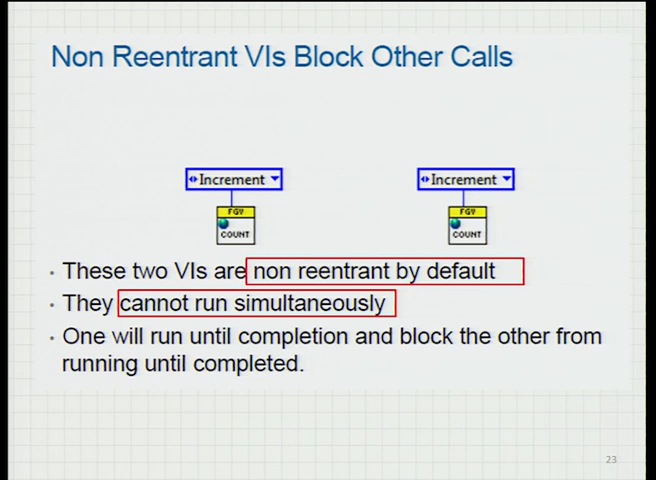 Non Reentrant VIs Block Other Calls
Increment
Increment
FGV
FGV
COUNT
COUNT
• These two VIs are non reentrant by default
• They cannot run simultaneously
• One will run until completion and block the other from
running until completed.
23